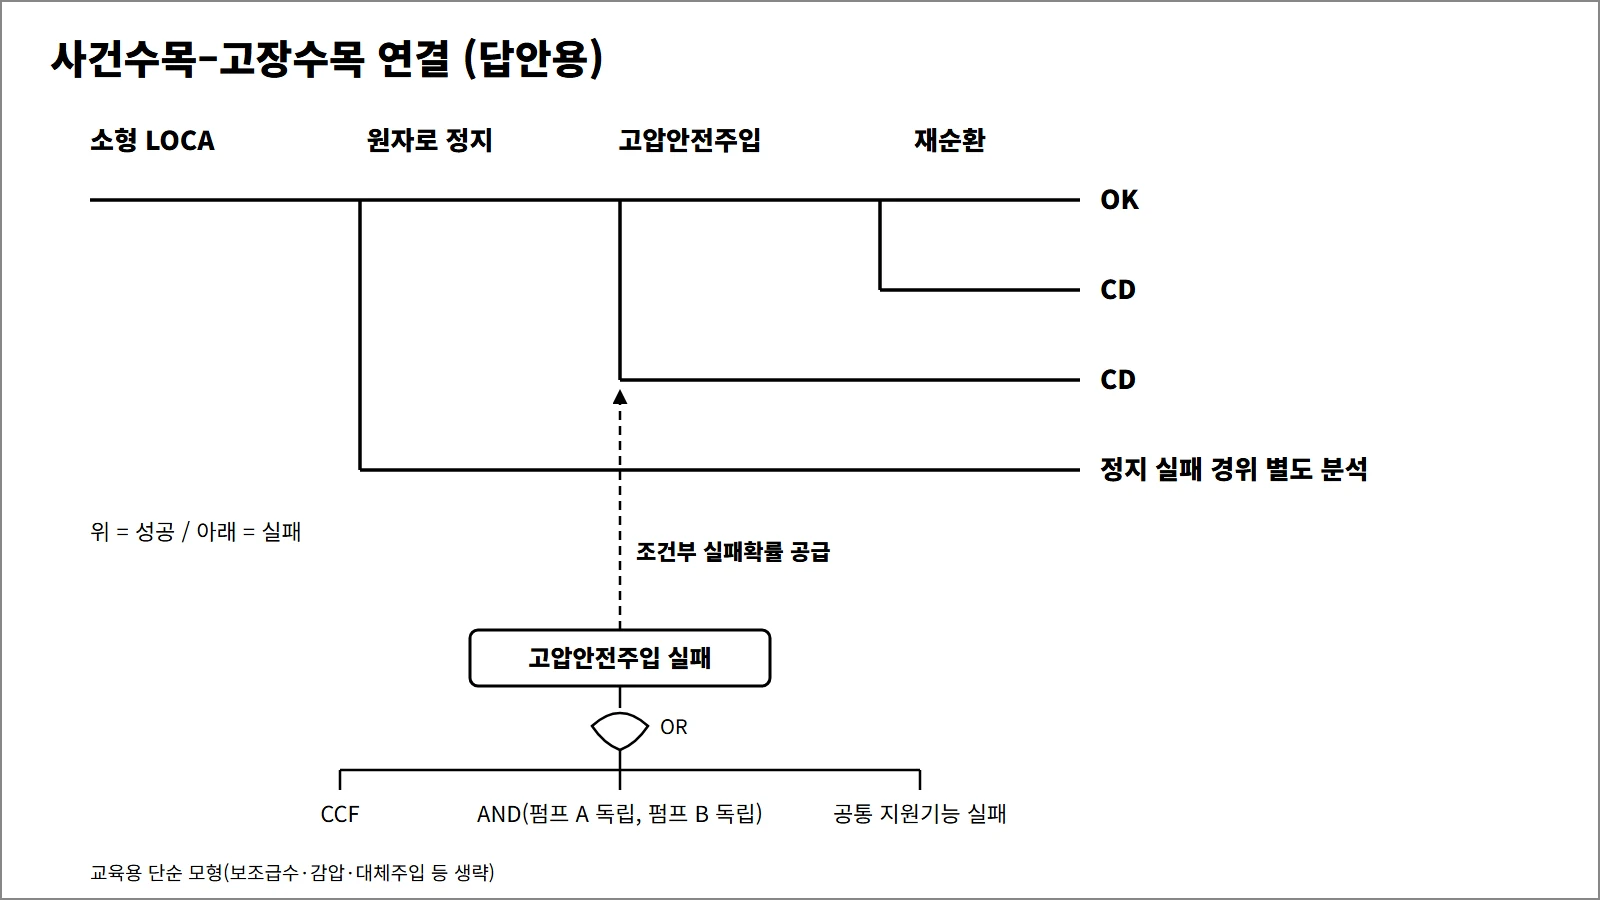 사건수목–고장수목 연결 (답안용)
소형 LOCA
원자로 정지
고압안전주입
재순환
OK
CD
CD
정지 실패 경위 별도 분석
위 = 성공 / 아래 = 실패
조건부 실패확률 공급
고압안전주입 실패
OR
CCF
AND(펌프 A 독립, 펌프 B 독립)
공통 지원기능 실패
교육용 단순 모형(보조급수·감압·대체주입 등 생략)